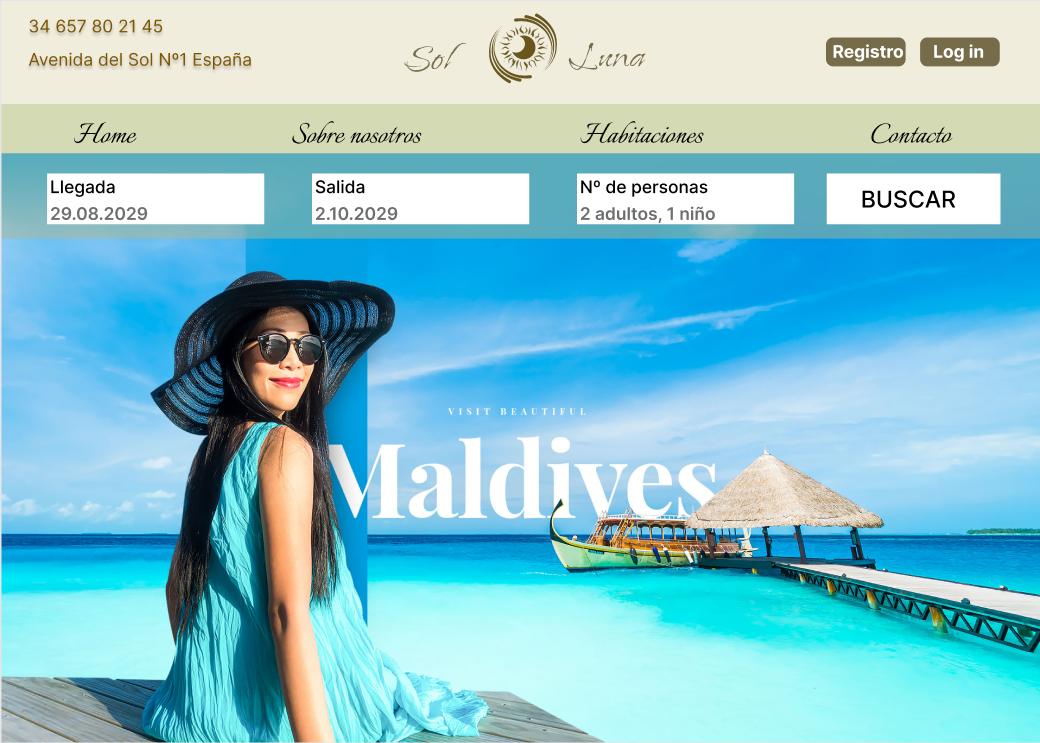 34 657 80 21 45
Avenida del Sol Nº1 España
Sol Luna
Registro
Log in
Home
Sobre nosotros
Habitaciones
Contacto
Llegada
29.08.2029
Salida
2.10.2029
Nº de personas
2 adultos, 1 niño
BUSCAR
VISIT BEAUTIFUL
Maldives